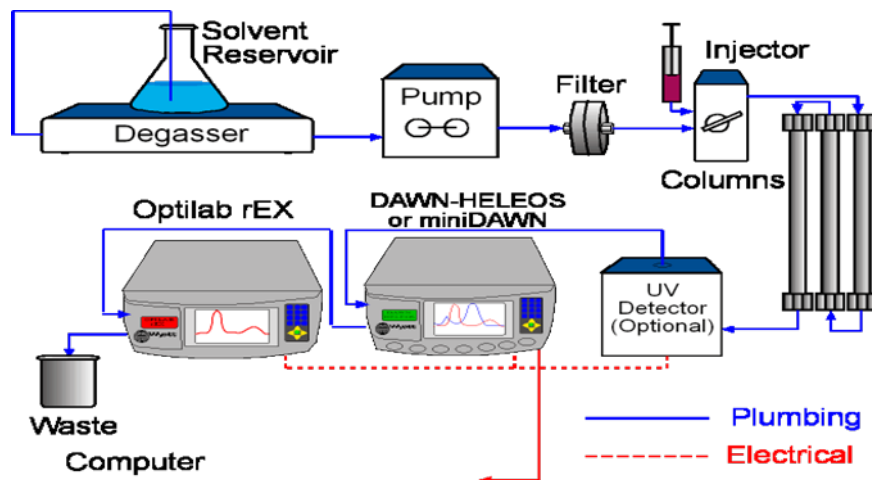 Solvent
Reservoir
Degasser
Pump
Filter
Injector
Columns
Optilab rEX
DAWN-HELEOS
or miniDAWN
UV
Detector
(Optional)
Waste
Computer
Plumbing
Electrical